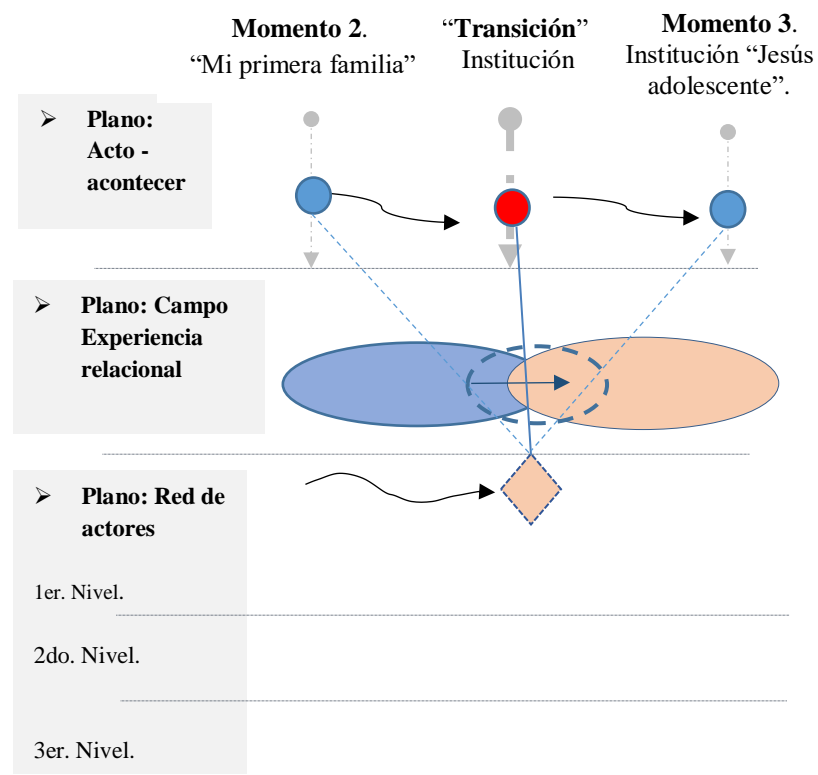 Momento 2.
“Mi primera familia”
“Transición”
Institución
Momento 3.
Institución “Jesús
adolescente”.
➢ Plano:
Acto -
acontecer
➢ Plano: Campo
Experiencia
relacional
➢ Plano: Red de
actores
1er. Nivel.
2do. Nivel.
3er. Nivel.